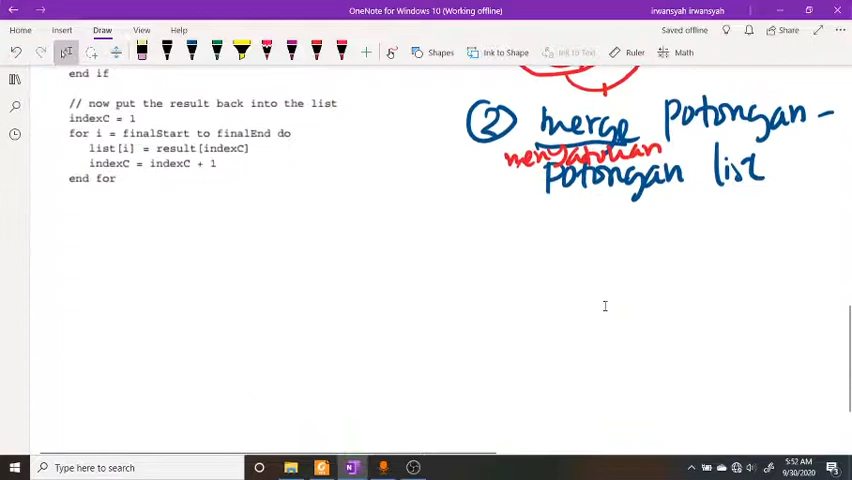 OneNote for Windows 10 (Working offline)
irwansyah irwansyah
Home
Insert
Draw
View
Help
Saved offline
Share
Shapes
Ink to Shape
Ink to Text
Ruler
Math
end if
// now put the result back into the list
indexC = 1
for i = finalStart to finalEnd do
list[i] = result[indexC]
indexC = indexC + 1
end for
2 merge potongan -
menyatukan
potongan list
Type here to search
5:52 AM
9/30/2020
3